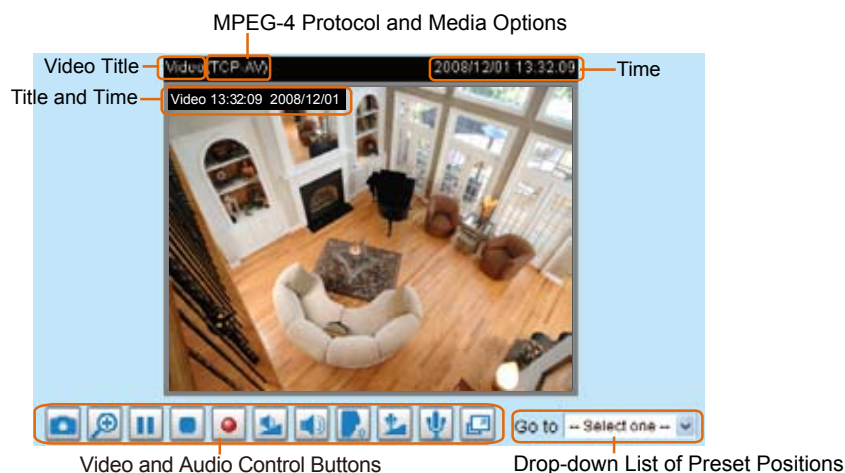 MPEG-4 Protocol and Media Options
Video Title
Video (TCP-AV)
2008/12/01 13:32:09
Time
Title and Time
Video 13:32:09 2008/12/01
Go to
-- Select one --
Video and Audio Control Buttons
Drop-down List of Preset Positions